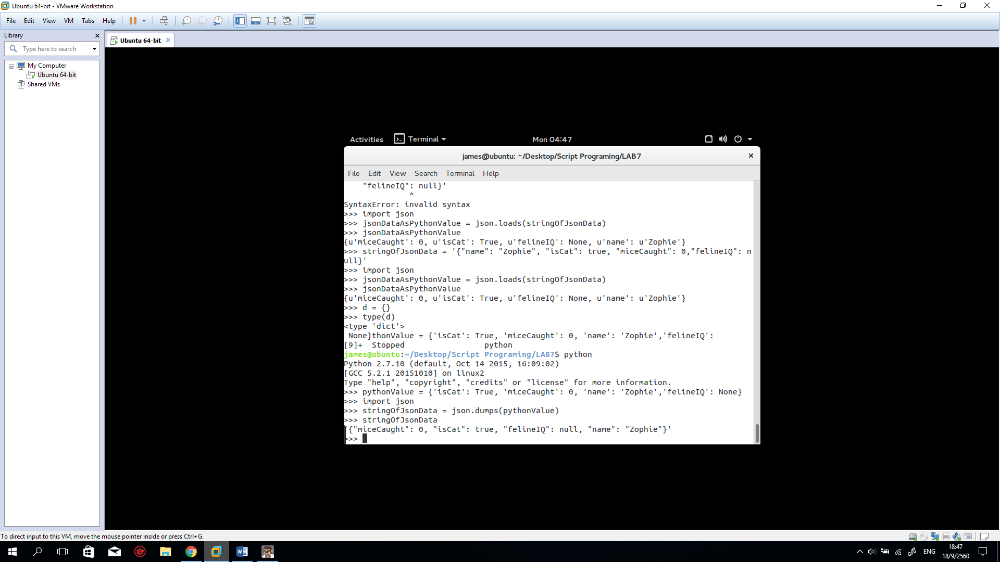 Ubuntu 64-bit - VMware Workstation
File Edit View VM Tabs Help
Library
Type here to search
My Computer
Ubuntu 64-bit
Shared VMs
Ubuntu 64-bit
Activities Terminal Mon 04:47
james@ubuntu: ~/Desktop/Script Programing/LAB7
File Edit View Search Terminal Help
    "felineIQ": null}'
              ^
SyntaxError: invalid syntax
>>> import json
>>> jsonDataAsPythonValue = json.loads(stringOfJsonData)
>>> jsonDataAsPythonValue
{u'miceCaught': 0, u'isCat': True, u'felineIQ': None, u'name': u'Zophie'}
>>> stringOfJsonData = '{"name": "Zophie", "isCat": true, "miceCaught": 0,"felineIQ": n
ull}'
>>> import json
>>> jsonDataAsPythonValue = json.loads(stringOfJsonData)
>>> jsonDataAsPythonValue
{u'miceCaught': 0, u'isCat': True, u'felineIQ': None, u'name': u'Zophie'}
>>> d = {}
>>> type(d)
<type 'dict'>
 None}thonValue = {'isCat': True, 'miceCaught': 0, 'name': 'Zophie','felineIQ':
[9]+  Stopped                 python
james@ubuntu:~/Desktop/Script Programing/LAB7$ python
Python 2.7.10 (default, Oct 14 2015, 16:09:02)
[GCC 5.2.1 20151010] on linux2
Type "help", "copyright", "credits" or "license" for more information.
>>> pythonValue = {'isCat': True, 'miceCaught': 0, 'name': 'Zophie','felineIQ': None}
>>> import json
>>> stringOfJsonData = json.dumps(pythonValue)
>>> stringOfJsonData
'{"miceCaught": 0, "isCat": true, "felineIQ": null, "name": "Zophie"}'
>>>
To direct input to this VM, move the mouse pointer inside or press Ctrl+G.
ENG
18:47
18/9/2560